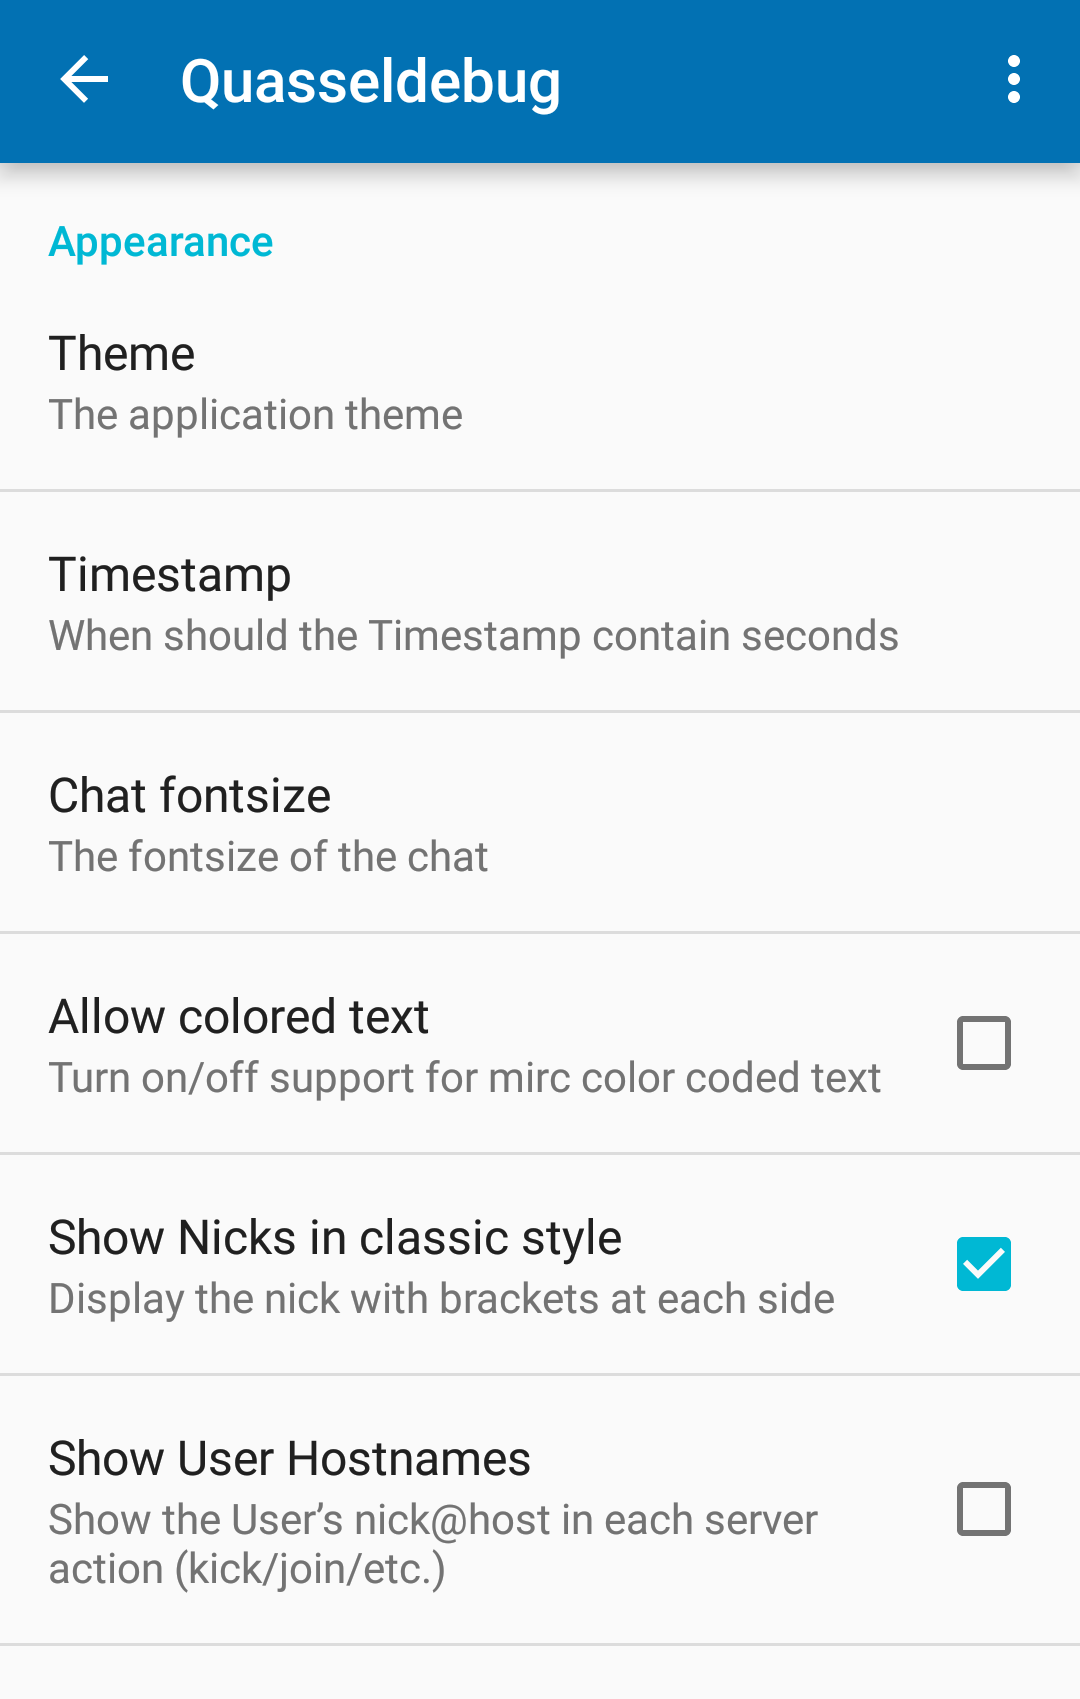 Quasseldebug
Appearance
Theme
The application theme
Timestamp
When should the Timestamp contain seconds
Chat fontsize
The fontsize of the chat
Allow colored text
Turn on/off support for mirc color coded text
Show Nicks in classic style
Display the nick with brackets at each side
Show User Hostnames
Show the User’s nick@host in each server
action (kick/join/etc.)